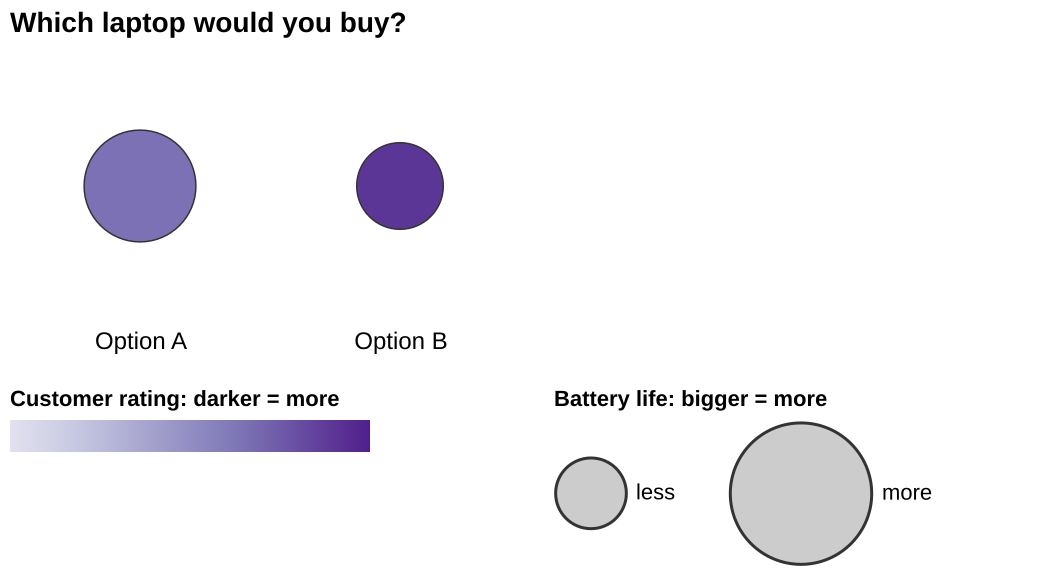 Which laptop would you buy?
Option A
Option B
Customer rating: darker = more
Battery life: bigger = more
less
more